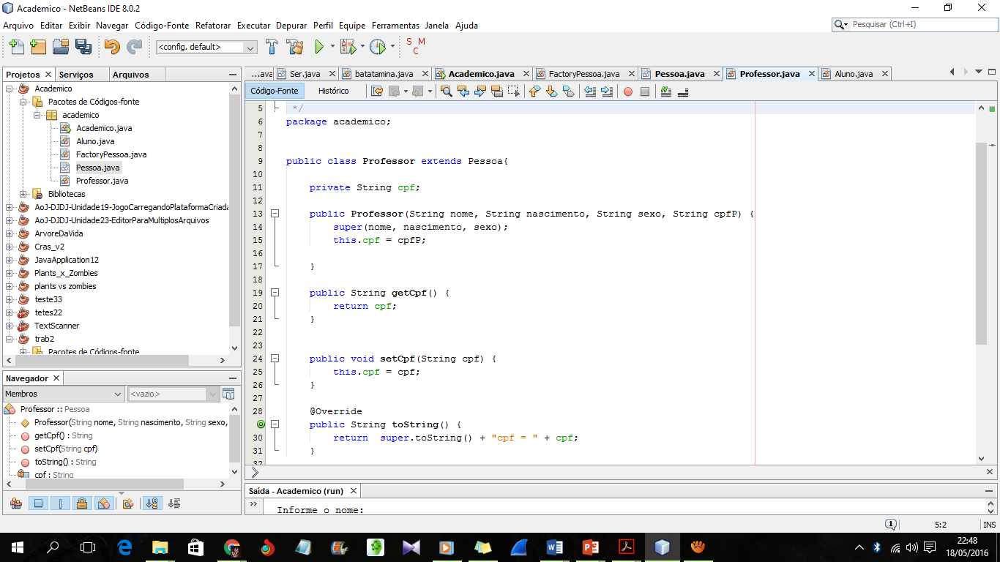 Academico - NetBeans IDE 8.0.2
Arquivo Editar Exibir Navegar Código-Fonte Refatorar Executar Depurar Perfil Equipe Ferramentas Janela Ajuda
Pesquisar (Ctrl+I)
<config. default>
S M
C
Projetos Serviços Arquivos
Academico
Pacotes de Códigos-fonte
academico
Academico.java
Aluno.java
FactoryPessoa.java
Pessoa.java
Professor.java
Bibliotecas
AoJ-DJDJ-Unidade19-JogoCarregandoPlataformaCriada
AoJ-DJDJ-Unidade23-EditorParaMultiplosArquivos
ArvoreDaVida
Cras_v2
JavaApplication12
Plants_x_Zombies
plants vs zombies
teste33
tetes22
TextScanner
trab2
Pacotes de Códigos-fonte
Navegador
Membros <vazio>
Professor :: Pessoa
Professor(String nome, String nascimento, String sexo,
getCpf() : String
setCpf(String cpf)
toString() : String
cpf : String
...ava Ser.java batatamina.java Academico.java FactoryPessoa.java Pessoa.java Professor.java Aluno.java
Código-Fonte Histórico
5 */
6 package academico;
7
8
9 public class Professor extends Pessoa{
10
11 private String cpf;
12
13 public Professor(String nome, String nascimento, String sexo, String cpfP) {
14 super(nome, nascimento, sexo);
15 this.cpf = cpfP;
16
17 }
18
19 public String getCpf() {
20 return cpf;
21 }
22
23
24 public void setCpf(String cpf) {
25 this.cpf = cpf;
26 }
27
28 @Override
public String toString() {
30 return super.toString() + "cpf = " + cpf;
31 }
32
Saída - Academico (run)
Informe o nome:
1 5:2 INS
22:48
18/05/2016